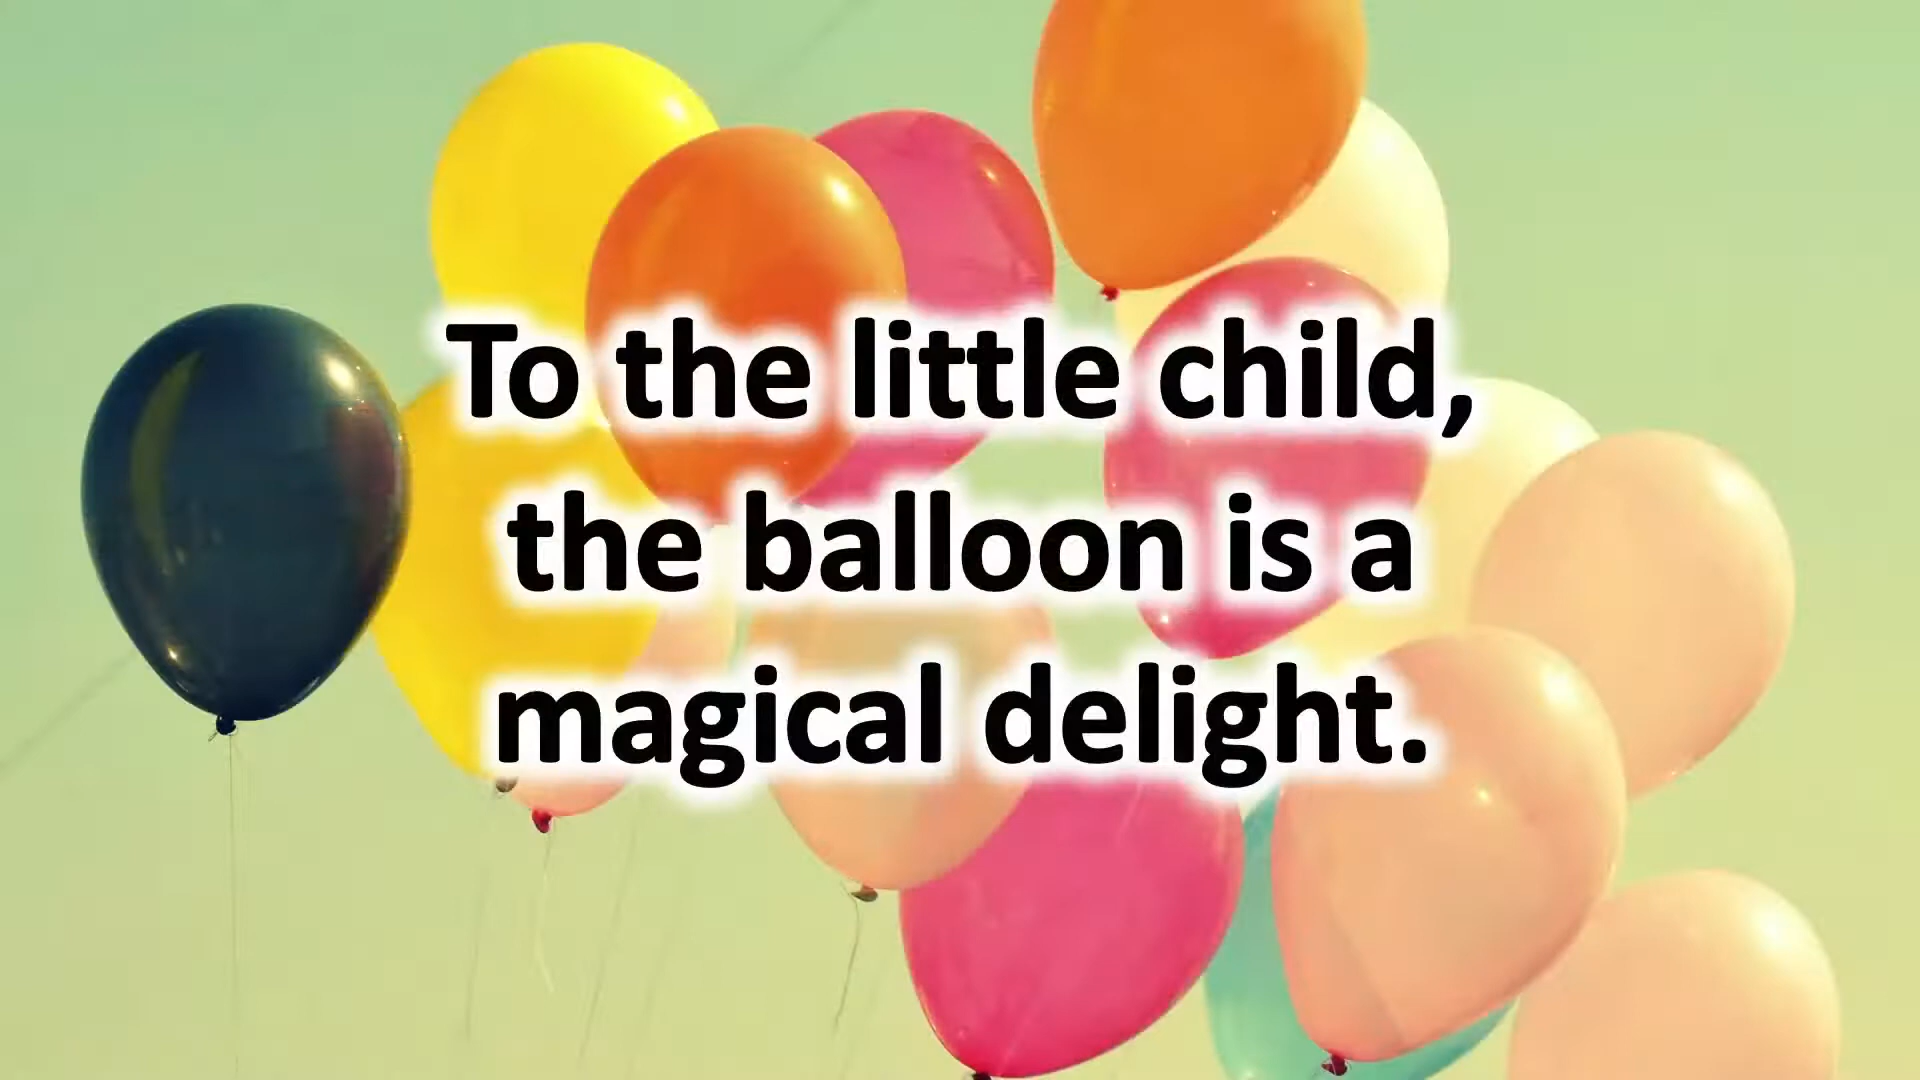 To the little child,
the balloon is a
magical delight.